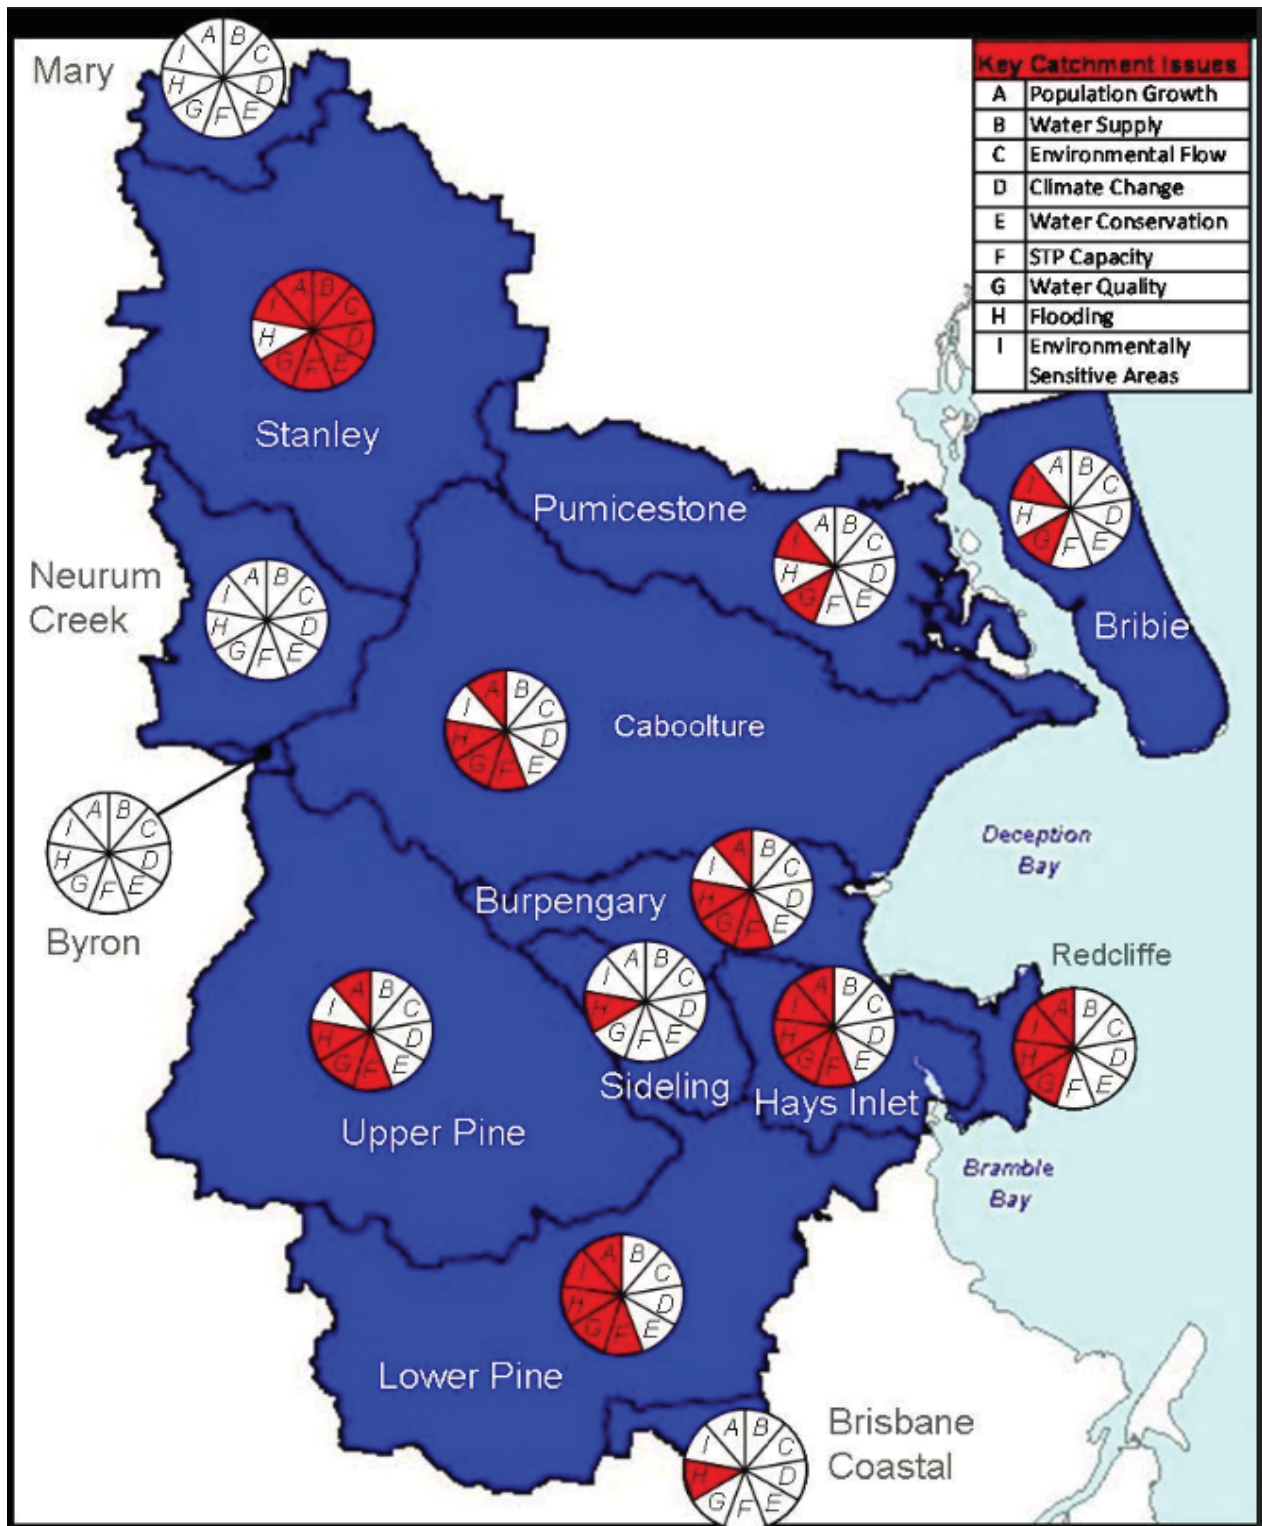 Mary
A B C D E F G H I
Key Catchment Issues
A Population Growth
B Water Supply
C Environmental Flow
D Climate Change
E Water Conservation
F STP Capacity
G Water Quality
H Flooding
I Environmentally
Sensitive Areas
A B C D E F G H I
Stanley
A B C D E F G H I
Bribie
Pumicestone
A B C D E F G H I
Neurum
Creek
A B C D E F G H I
A B C D E F G H I
Caboolture
A B C D E F G H I
Byron
Deception
Bay
Burpengary
A B C D E F G H I
Redcliffe
A B C D E F G H I
A B C D E F G H I
Sideling
A B C D E F G H I
Hays Inlet
A B C D E F G H I
Upper Pine
Bramble
Bay
A B C D E F G H I
Lower Pine
A B C D E F G H I
Brisbane
Coastal